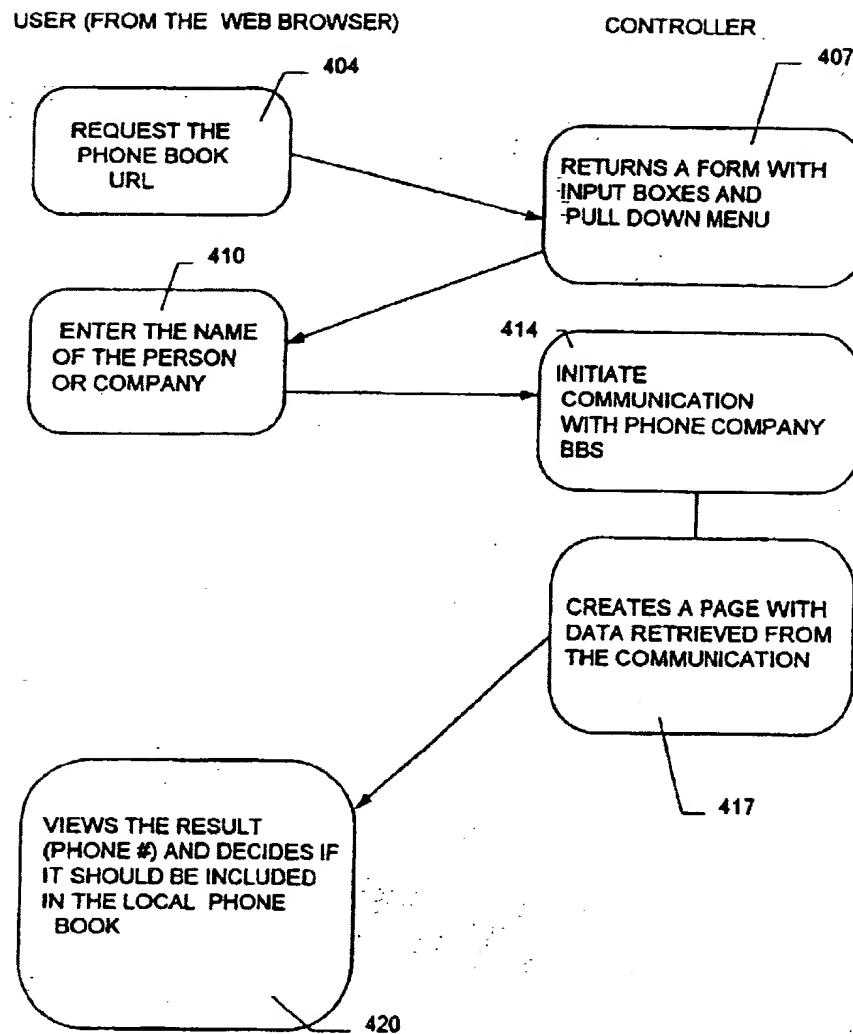 USER (FROM THE WEB BROWSER)
CONTROLLER
404
407
REQUEST THE
PHONE BOOK
URL
RETURNS A FORM WITH
INPUT BOXES AND
PULL DOWN MENU
410
ENTER THE NAME
OF THE PERSON
OR COMPANY
414
INITIATE
COMMUNICATION
WITH PHONE COMPANY
BBS
CREATES A PAGE WITH
DATA RETRIEVED FROM
THE COMMUNICATION
417
VIEWS THE RESULT
(PHONE #) AND DECIDES IF
IT SHOULD BE INCLUDED
IN THE LOCAL PHONE
BOOK
420